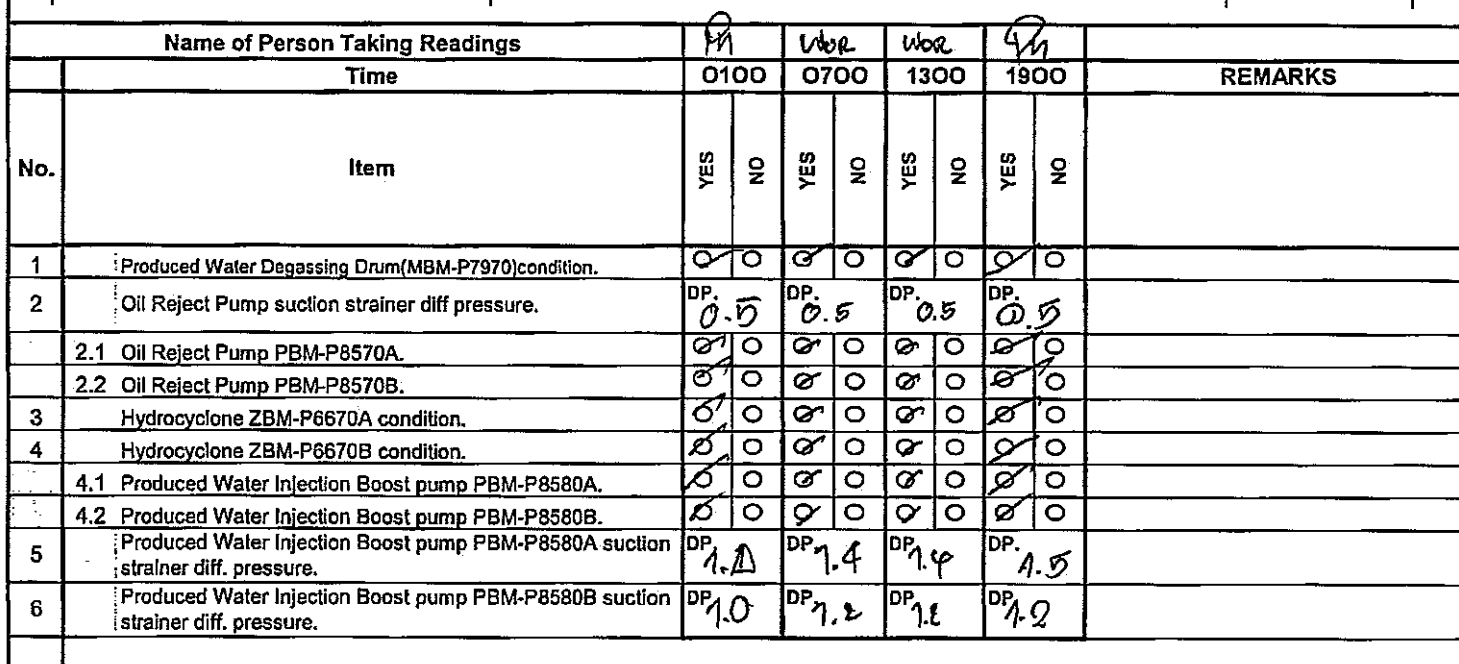 Name of Person Taking Readings WOR WOR
Time 0100 0700 1300 1900 REMARKS
No. Item YES NO YES NO YES NO YES NO
1 Produced Water Degassing Drum(MBM-P7970)condition.
2 Oil Reject Pump suction strainer diff pressure. DP. 0.5 DP. 0.5 DP. 0.5 DP. 0.5
2.1 Oil Reject Pump PBM-P8570A.
2.2 Oil Reject Pump PBM-P8570B.
3 Hydrocyclone ZBM-P6670A condition.
4 Hydrocyclone ZBM-P6670B condition.
4.1 Produced Water Injection Boost pump PBM-P8580A.
4.2 Produced Water Injection Boost pump PBM-P8580B.
5 Produced Water Injection Boost pump PBM-P8580A suction
strainer diff. pressure. DP. DP. 1.4 DP. 1.4 DP. 1.5
6 Produced Water Injection Boost pump PBM-P8580B suction
strainer diff. pressure. DP. 1.0 DP. 1.2 DP. 1.2 DP. 1.2